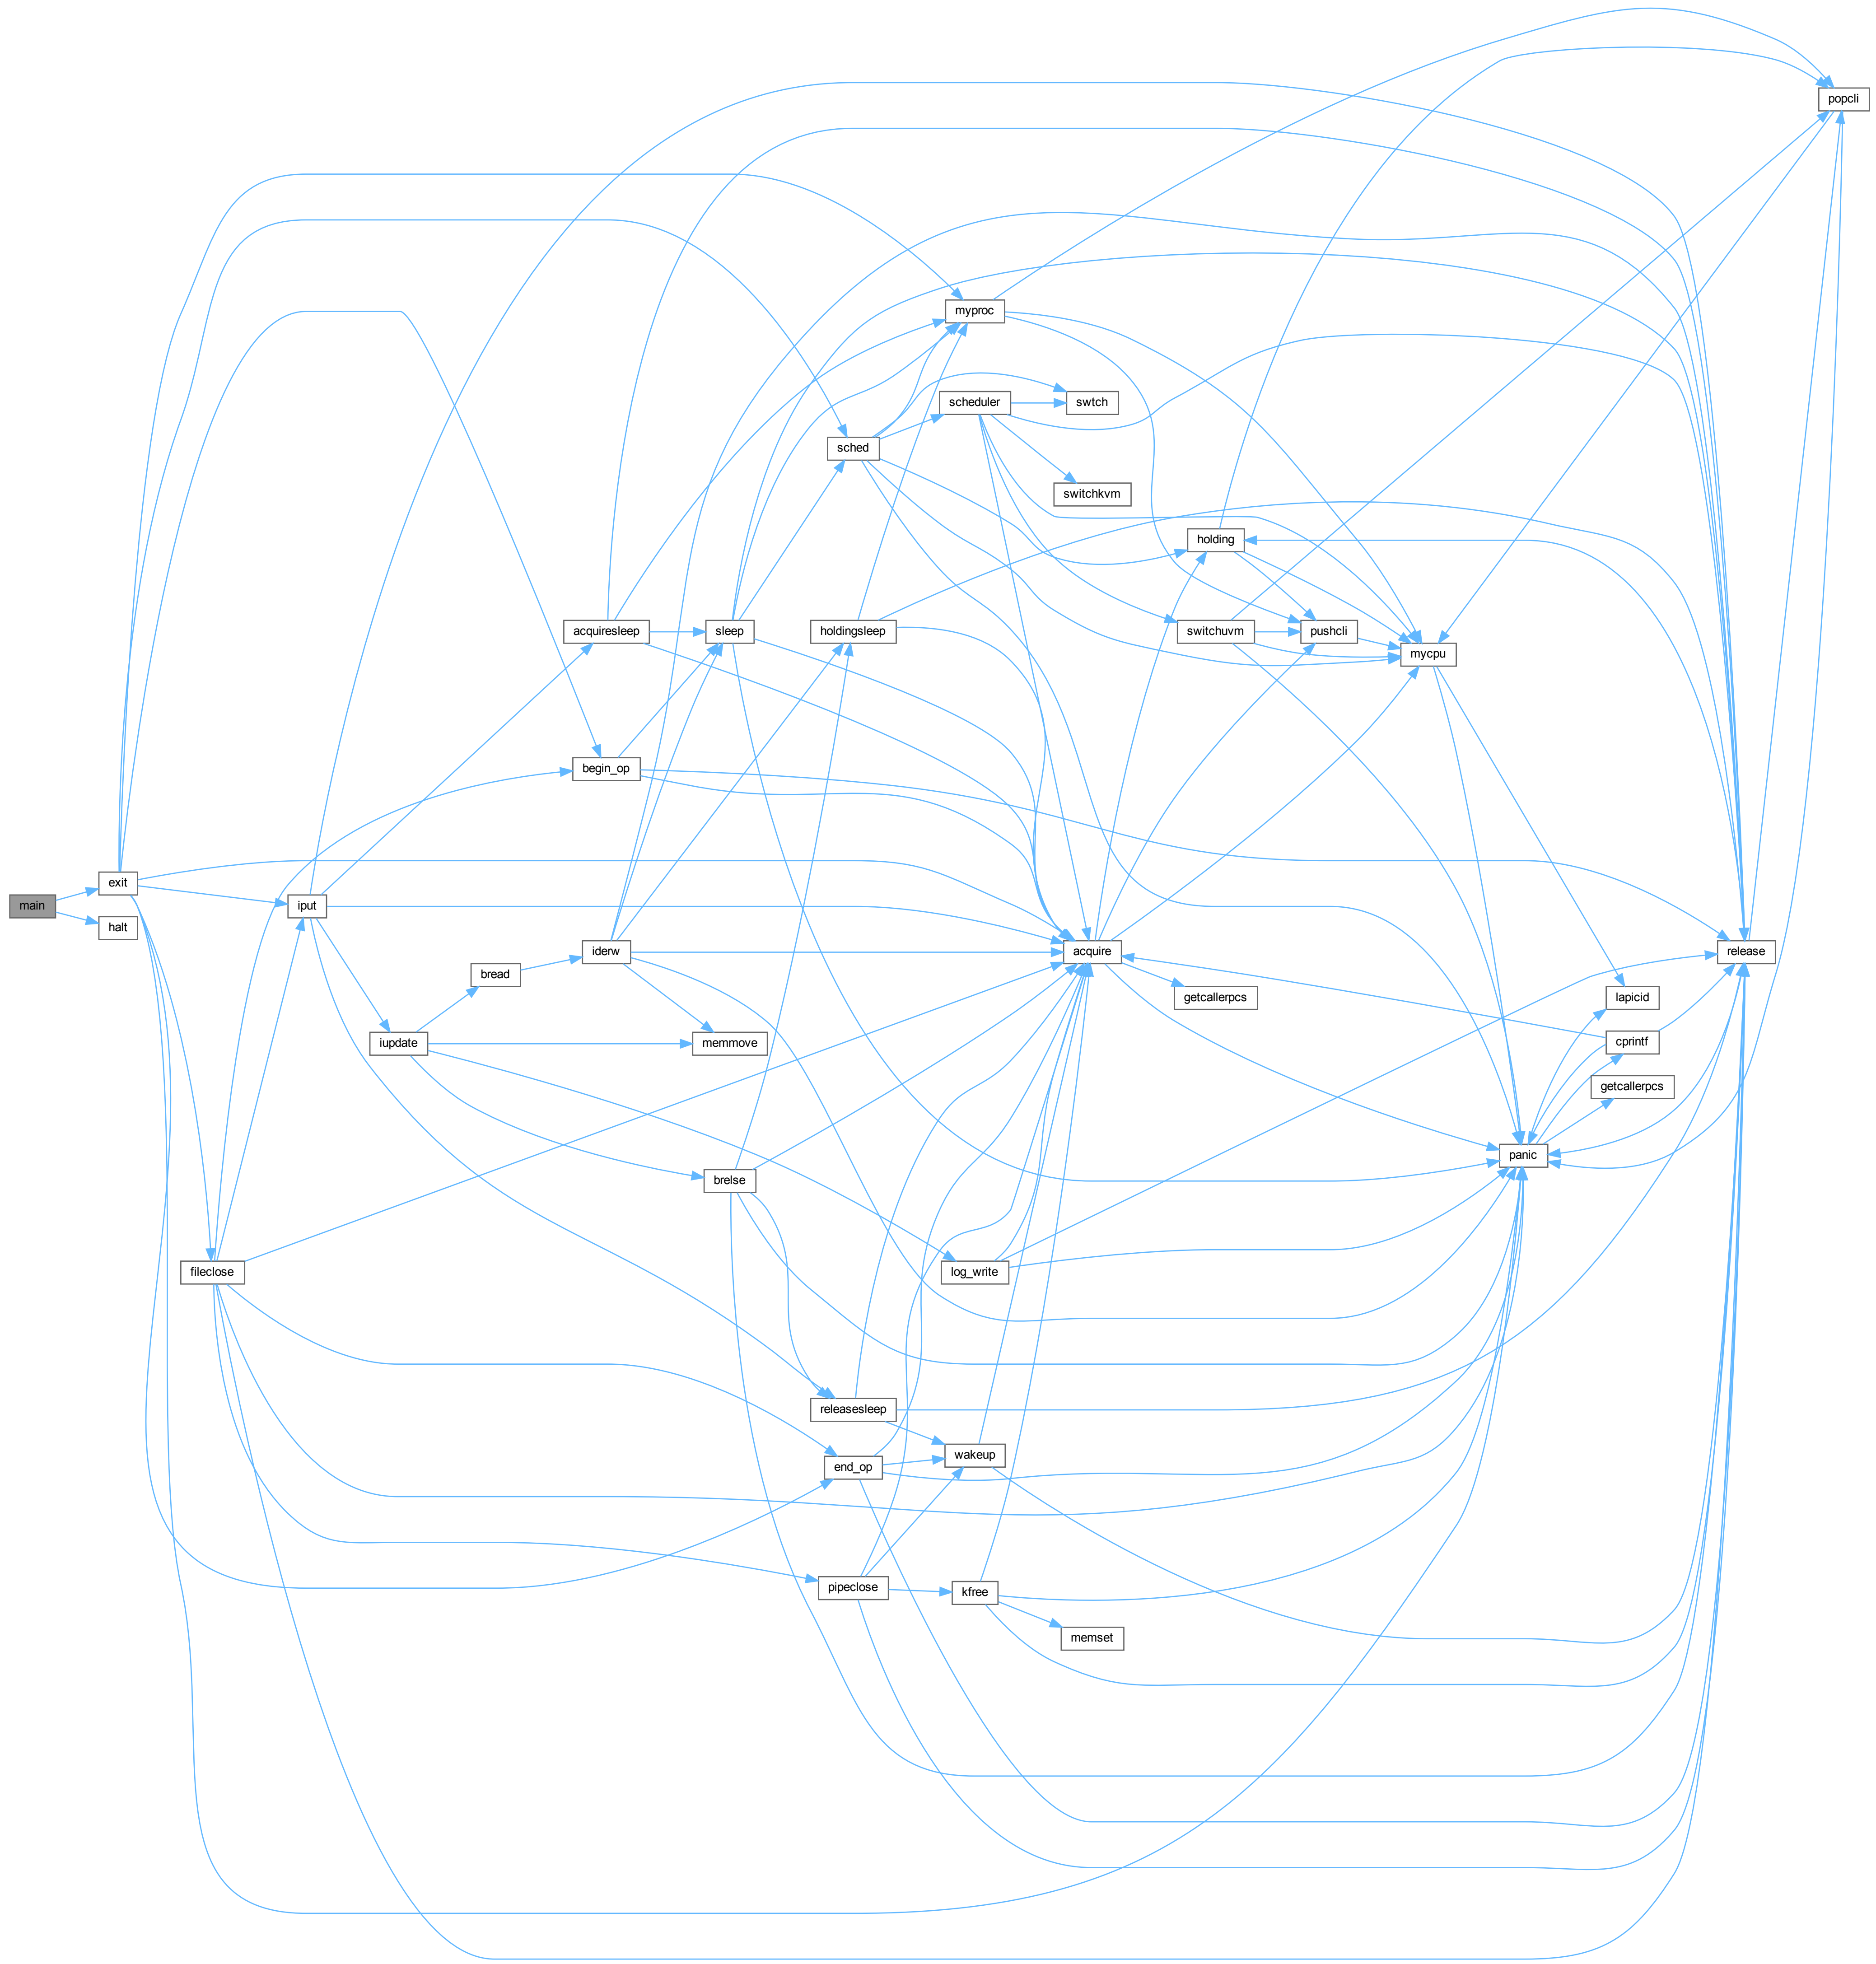 popcli
myproc
scheduler
swtch
sched
switchkvm
holding
acquiresleep
sleep
holdingsleep
switchuvm
pushcli
mycpu
begin_op
exit
main
iput
halt
iderw
acquire
release
bread
getcallerpcs
lapicid
iupdate
memmove
cprintf
getcallerpcs
panic
brelse
fileclose
log_write
releasesleep
wakeup
end_op
pipeclose
kfree
memset